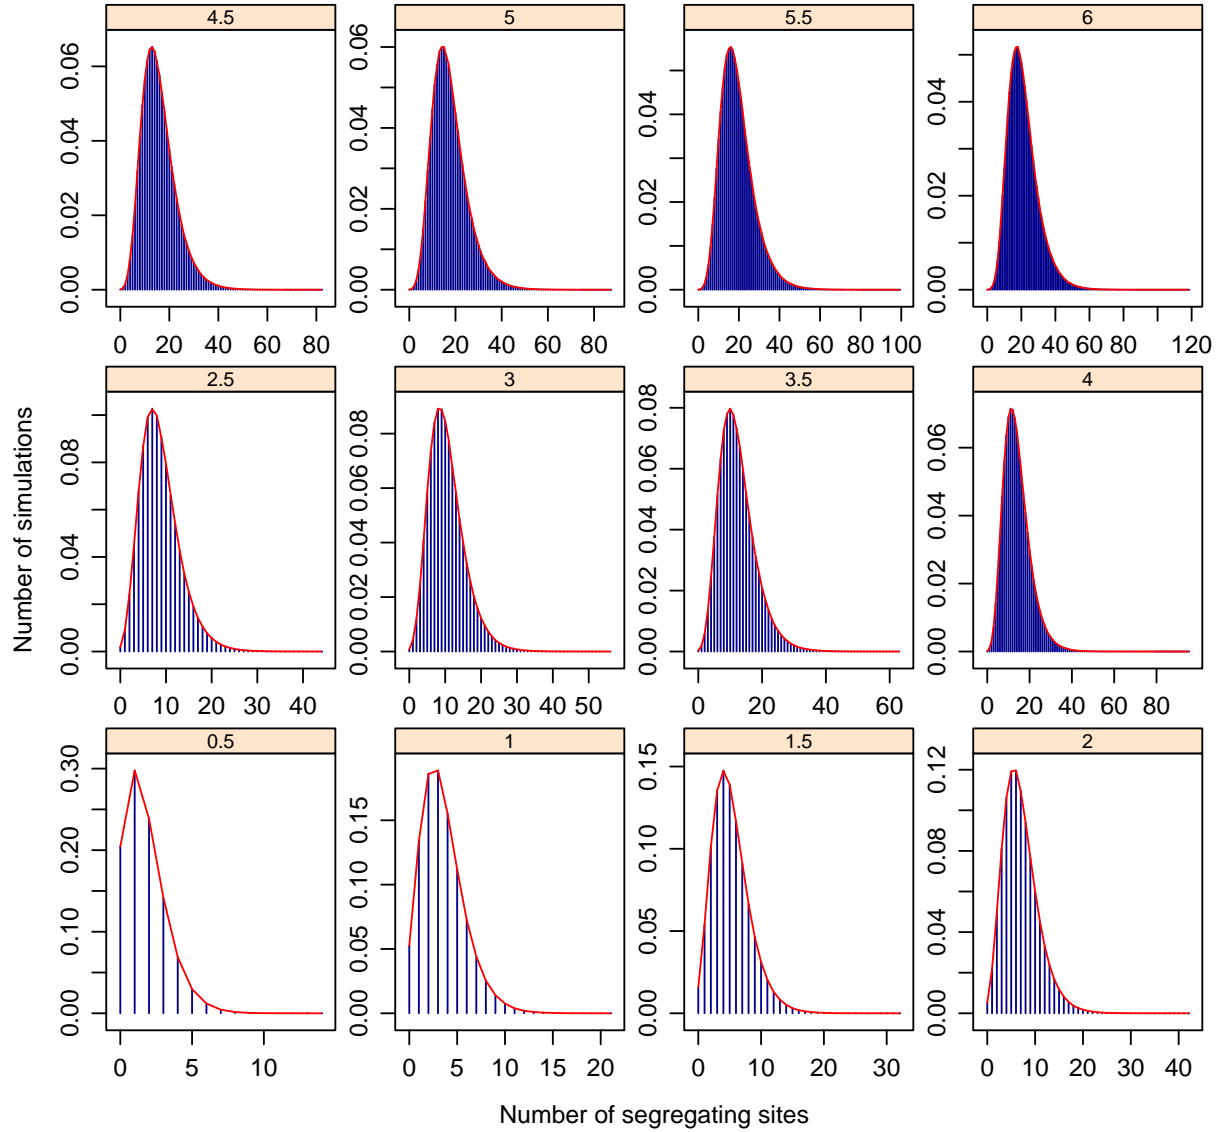 4.5 5 5.5 6
0.00 0.02 0.04 0.06
0.00 0.02 0.04 0.06
0.00 0.02 0.04
0.00 0.02 0.04
0 20 40 60 80
0 20 40 60 80
0 20 40 60 80 100
0 20 40 60 80 120
2.5 3 3.5 4
0.00 0.04 0.08
0.00 0.02 0.04 0.06 0.08
0.00 0.02 0.04 0.06 0.08
0.00 0.02 0.04 0.06
0 10 20 30 40
0 10 20 30 40 50
0 20 40 60
0 20 40 60 80
0.5 1 1.5 2
0.00 0.10 0.20 0.30
0.00 0.05 0.10 0.15
0.00 0.05 0.10 0.15
0.00 0.04 0.08 0.12
0 5 10
0 5 10 15 20
0 10 20 30
0 10 20 30 40
Number of simulations
Number of segregating sites